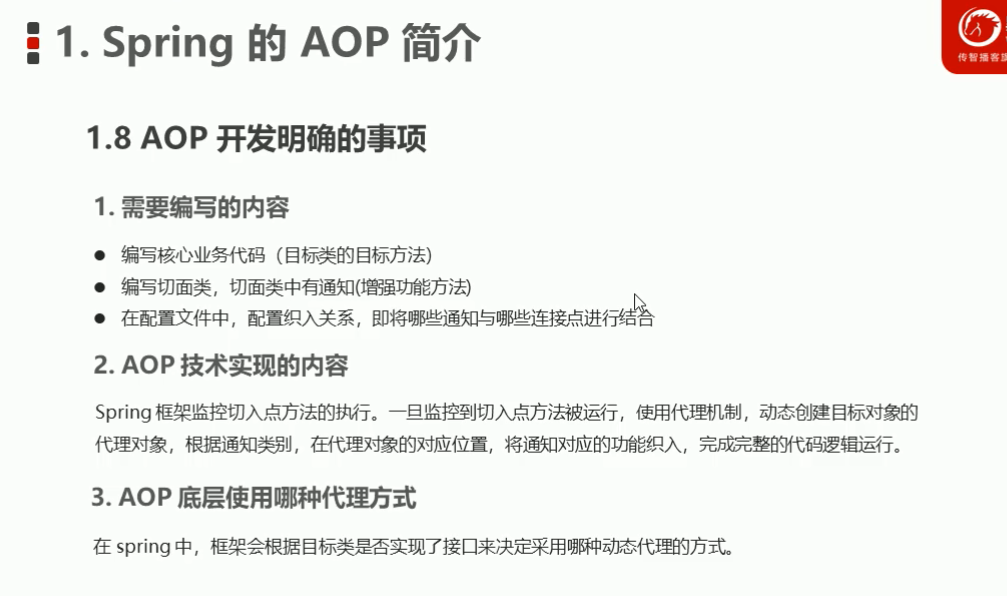 1. Spring 的 AOP 简介
传智播客
1.8 AOP 开发明确的事项
1. 需要编写的内容
● 编写核心业务代码（目标类的目标方法）
● 编写切面类，切面类中有通知(增强功能方法)
● 在配置文件中，配置织入关系，即将哪些通知与哪些连接点进行结合
2. AOP 技术实现的内容
Spring 框架监控切入点方法的执行。一旦监控到切入点方法被运行，使用代理机制，动态创建目标对象的
代理对象，根据通知类别，在代理对象的对应位置，将通知对应的功能织入，完成完整的代码逻辑运行。
3. AOP 底层使用哪种代理方式
在 spring 中，框架会根据目标类是否实现了接口来决定采用哪种动态代理的方式。